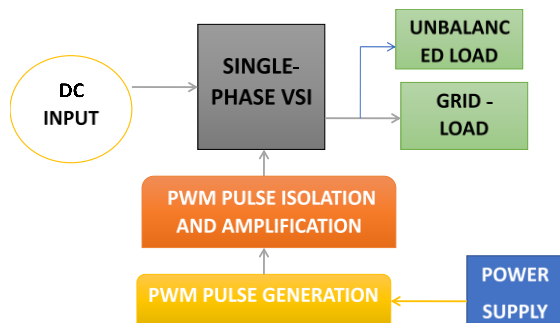 DC
INPUT
SINGLE-
PHASE VSI
UNBALANC
ED LOAD
GRID -
LOAD
PWM PULSE ISOLATION
AND AMPLIFICATION
PWM PULSE GENERATION
POWER
SUPPLY